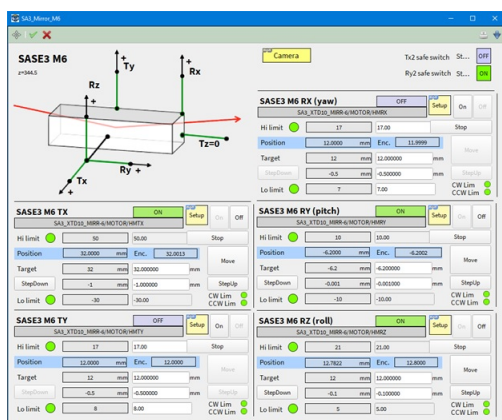 SA3_Mirror_M6
SASE3 M6
z=344.5
Ty
Rx
Rz
Tz=0
Ry +
Tx
Camera
Tx2 safe switch St... OFF
Ry2 safe switch St... ON
SASE3 M6 RX (yaw) OFF Setup On Off
SA3_XTD10_MIRR-6/MOTOR/HMRX
Hi limit 17 17.00 Stop
Position 12.0000 mm Enc. 11.9999 mm
Move
Target 12 12.000000 mm
StepDown -0.5 -0.500000 mm StepUp
Lo limit 7 7.00
CW Lim
CCW Lim
SASE3 M6 TX ON Setup On Off
SA3_XTD10_MIRR-6/MOTOR/HMTX
Hi limit 50 50.00 Stop
Position 32.0000 mm Enc. 32.0013 mm
Move
Target 32 32.000000 mm
StepDown -1 -1.000000 mm StepUp
Lo limit -30 -30.00
CW Lim
CCW Lim
SASE3 M6 RY (pitch) ON Setup On Off
SA3_XTD10_MIRR-6/MOTOR/HMRY
Hi limit 10 10.00 Stop
Position -6.2000 mm Enc. -6.2002 mm
Move
Target -6.2 -6.200000 mm
StepDown -0.001 -0.001000 mm StepUp
Lo limit -10 -10.00
CW Lim
CCW Lim
SASE3 M6 TY ON Setup On Off
SA3_XTD10_MIRR-6/MOTOR/HMTY
Hi limit 17 17.00 Stop
Position 12.0000 mm Enc. 12.0000 mm
Move
Target 12 12.000000 mm
StepDown -0.5 -0.500000 mm StepUp
Lo limit 8 8.00
CW Lim
CCW Lim
SASE3 M6 RZ (roll) ON Setup On Off
SA3_XTD10_MIRR-6/MOTOR/HMRZ
Hi limit 21 21.00 Stop
Position 12.7822 mm Enc. 12.8000 mm
Move
Target 12 12.000000 mm
StepDown -0.1 -0.100000 mm StepUp
Lo limit 5 5.00
CW Lim
CCW Lim